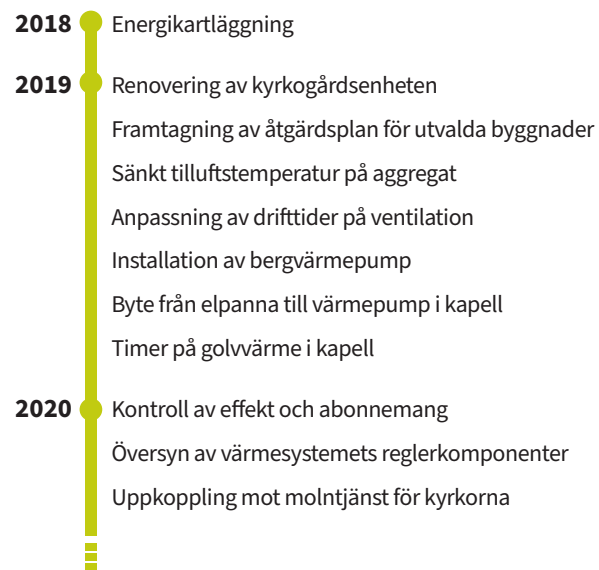 2018 Energikartläggning
2019 Renovering av kyrkogårdsenheten
Framtagning av åtgärdsplan för utvalda byggnader
Sänkt tilluftstemperatur på aggregat
Anpassning av drifttider på ventilation
Installation av bergvärmepump
Byte från elpanna till värmepump i kapell
Timer på golvvärme i kapell
2020 Kontroll av effekt och abonnemang
Översyn av värmesystemets reglerkomponenter
Uppkoppling mot molntjänst för kyrkorna